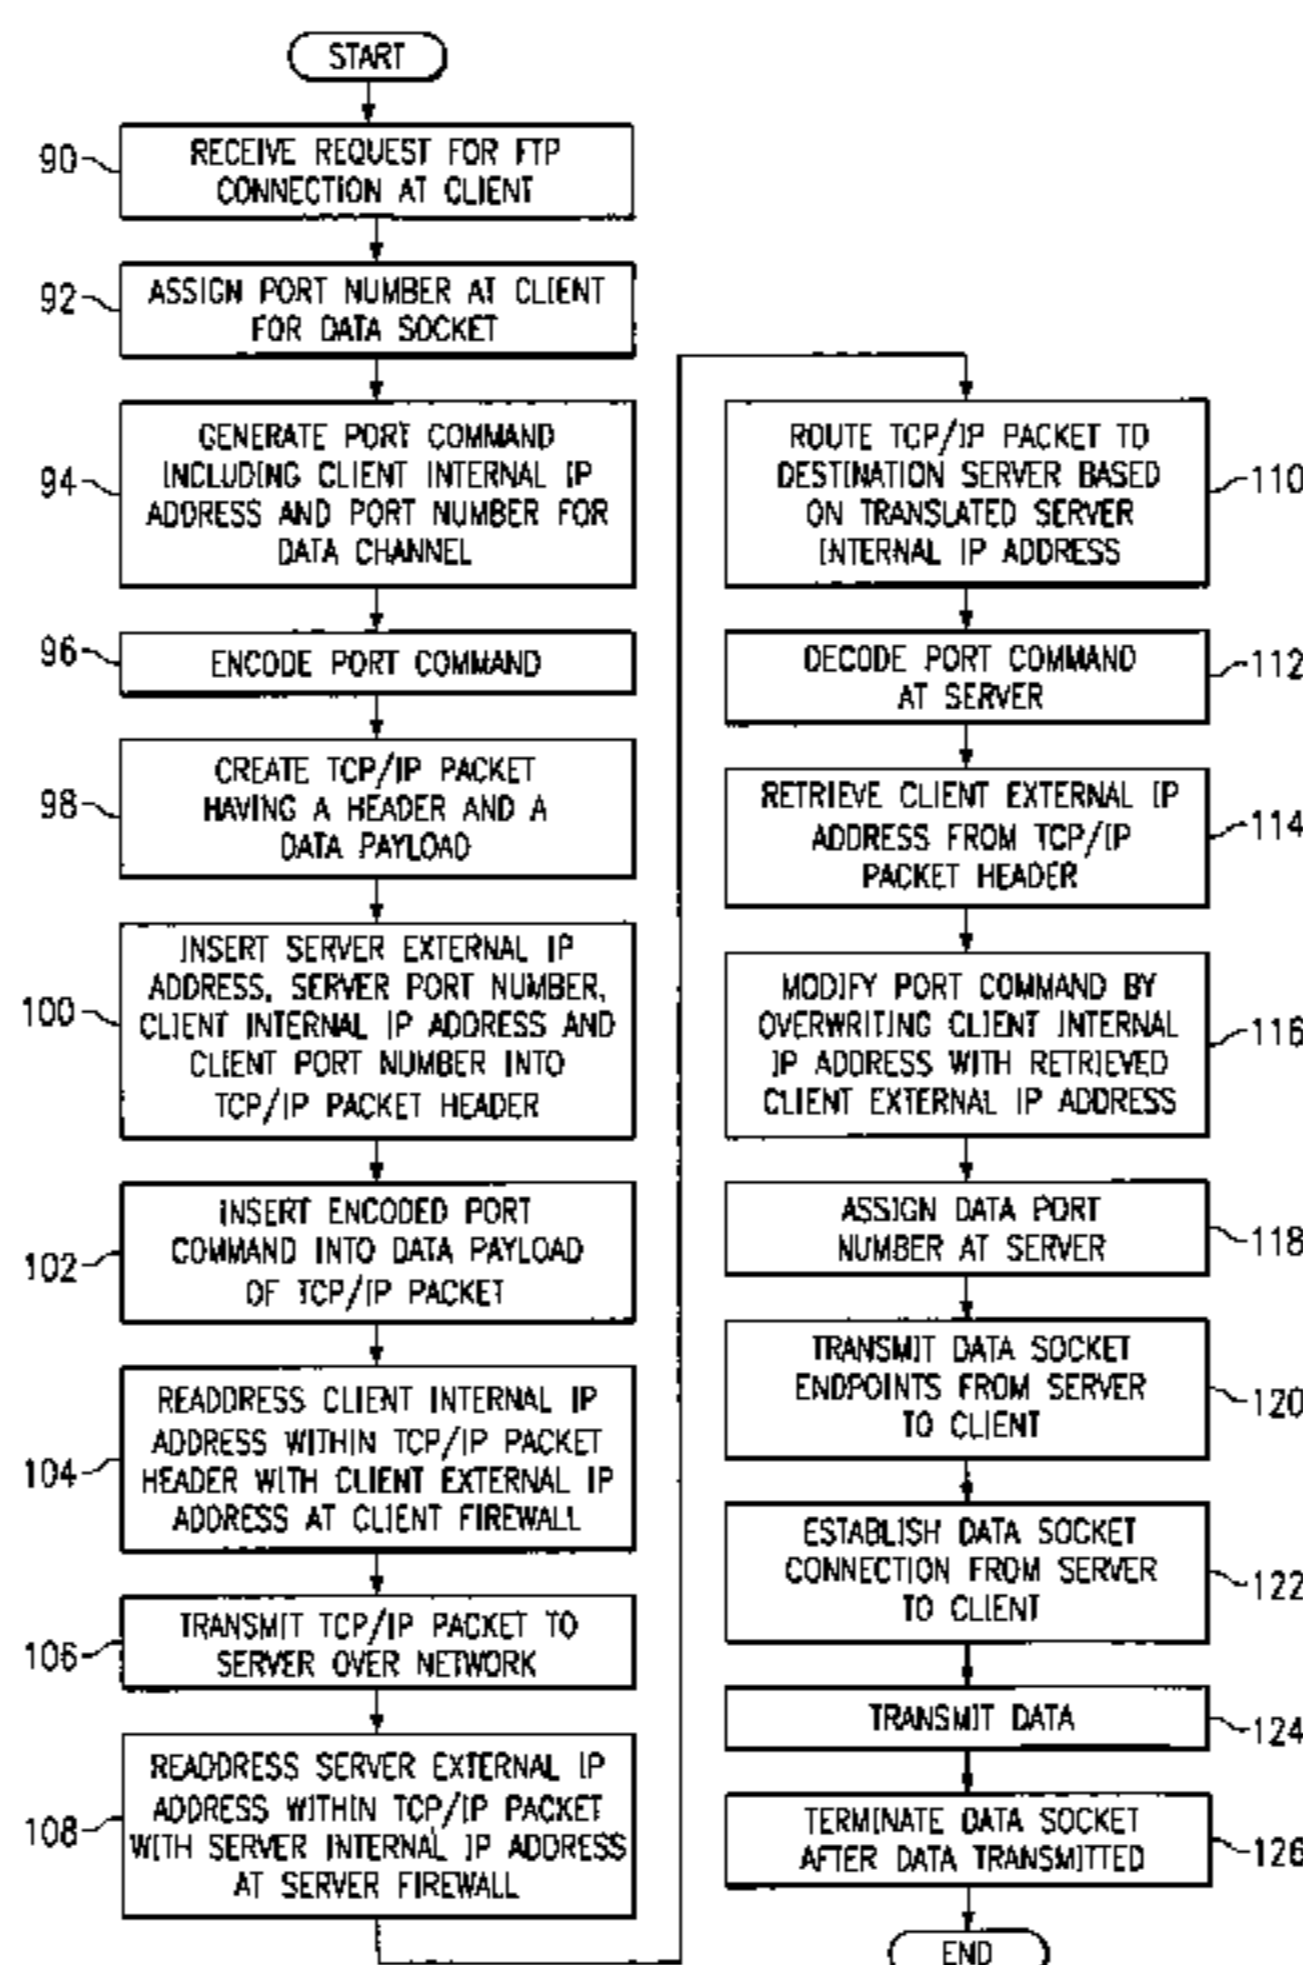 START
90
RECEIVE REQUEST FOR FTP
CONNECTION AT CLIENT
92
ASSIGN PORT NUMBER AT CLIENT
FOR DATA SOCKET
94
GENERATE PORT COMMAND
INCLUDING CLIENT INTERNAL IP
ADDRESS AND PORT NUMBER FOR
DATA CHANNEL
96
ENCODE PORT COMMAND
98
CREATE TCP/IP PACKET
HAVING A HEADER AND A
DATA PAYLOAD
100
INSERT SERVER EXTERNAL IP
ADDRESS, SERVER PORT NUMBER,
CLIENT INTERNAL IP ADDRESS AND
CLIENT PORT NUMBER INTO
TCP/IP PACKET HEADER
102
INSERT ENCODED PORT
COMMAND INTO DATA PAYLOAD
OF TCP/IP PACKET
104
READDRESS CLIENT INTERNAL IP
ADDRESS WITHIN TCP/IP PACKET
HEADER WITH CLIENT EXTERNAL IP
ADDRESS AT CLIENT FIREWALL
106
TRANSMIT TCP/IP PACKET TO
SERVER OVER NETWORK
108
READDRESS SERVER EXTERNAL IP
ADDRESS WITHIN TCP/IP PACKET
WITH SERVER INTERNAL IP ADDRESS
AT SERVER FIREWALL
ROUTE TCP/IP PACKET TO
DESTINATION SERVER BASED
ON TRANSLATED SERVER
INTERNAL IP ADDRESS
110
DECODE PORT COMMAND
AT SERVER
112
RETRIEVE CLIENT EXTERNAL IP
ADDRESS FROM TCP/IP
PACKET HEADER
114
MODIFY PORT COMMAND BY
OVERWRITING CLIENT INTERNAL
IP ADDRESS WITH RETRIEVED
CLIENT EXTERNAL IP ADDRESS
116
ASSIGN DATA PORT
NUMBER AT SERVER
118
TRANSMIT DATA SOCKET
ENDPOINTS FROM SERVER
TO CLIENT
120
ESTABLISH DATA SOCKET
CONNECTION FROM SERVER
TO CLIENT
122
TRANSMIT DATA
124
TERMINATE DATA SOCKET
AFTER DATA TRANSMITTED
126
END